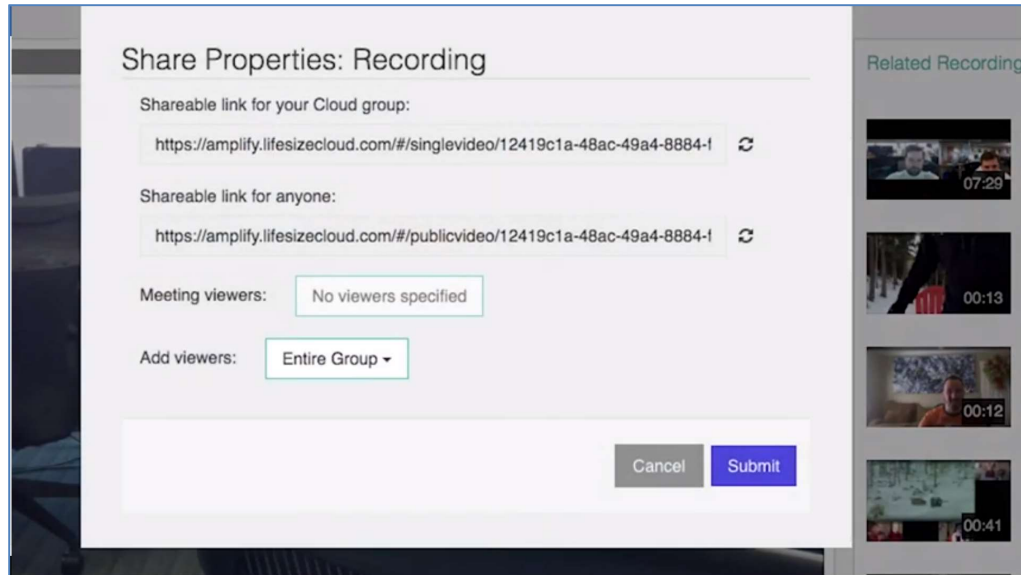 Share Properties: Recording
Shareable link for your Cloud group:
https://amplify.lifesizecloud.com/#/singlevideo/12419c1a-48ac-49a4-8884-f
Shareable link for anyone:
https://amplify.lifesizecloud.com/#/publicvideo/12419c1a-48ac-49a4-8884-f
Meeting viewers: No viewers specified
Add viewers: Entire Group
Cancel Submit
Related Recording
07:29
00:13
00:12
00:41